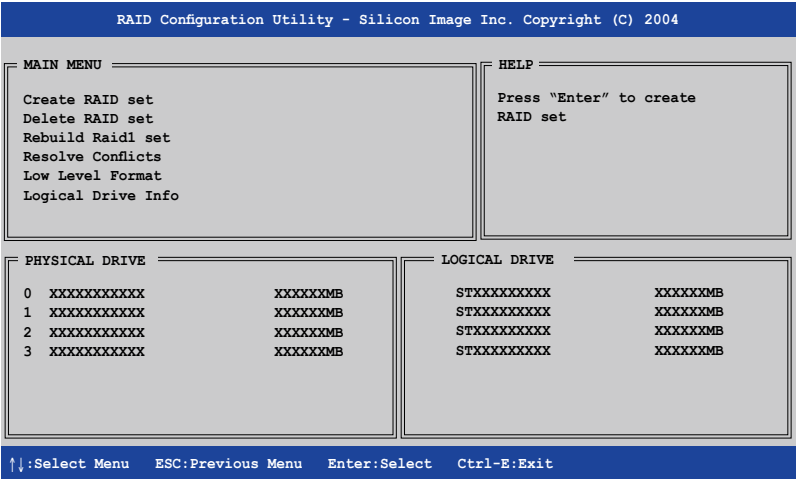 RAID Configuration Utility - Silicon Image Inc. Copyright (C) 2004
MAIN MENU
Create RAID set
Delete RAID set
Rebuild Raid1 set
Resolve Conflicts
Low Level Format
Logical Drive Info
HELP
Press “Enter” to create
RAID set
PHYSICAL DRIVE
0 XXXXXXXXXXX XXXXXXMB
1 XXXXXXXXXXX XXXXXXMB
2 XXXXXXXXXXX XXXXXXMB
3 XXXXXXXXXXX XXXXXXMB
LOGICAL DRIVE
STXXXXXXXXX XXXXXXMB
STXXXXXXXXX XXXXXXMB
STXXXXXXXXX XXXXXXMB
STXXXXXXXXX XXXXXXMB
↑↓:Select Menu ESC:Previous Menu Enter:Select Ctrl-E:Exit